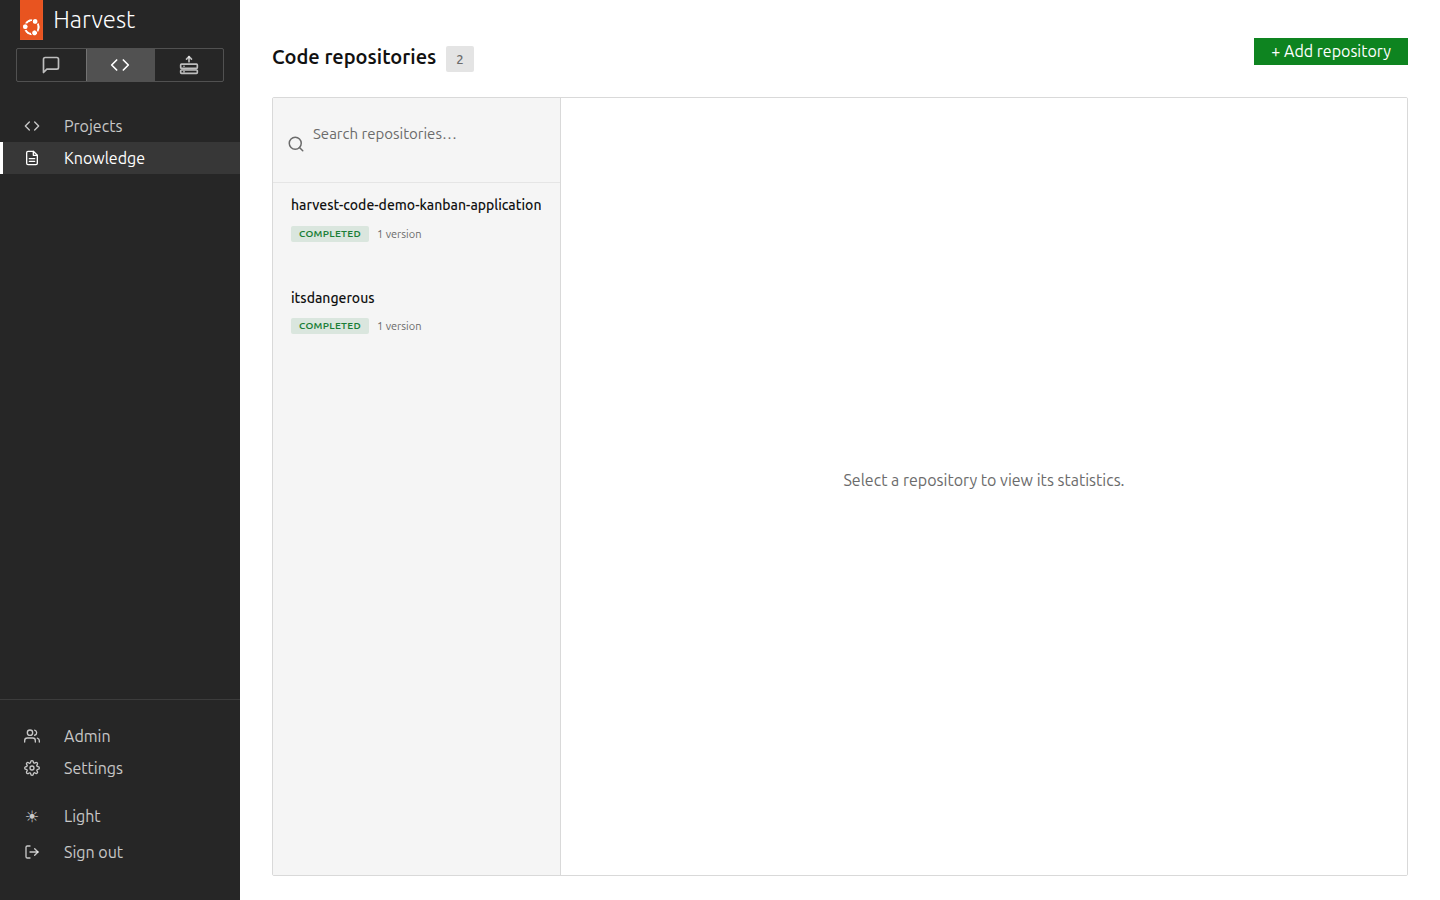 Harvest
Projects
Knowledge
Admin
Settings
Light
Sign out
Code repositories 2
+ Add repository
Search repositories...
harvest-code-demo-kanban-application
COMPLETED 1 version
itsdangerous
COMPLETED 1 version
Select a repository to view its statistics.